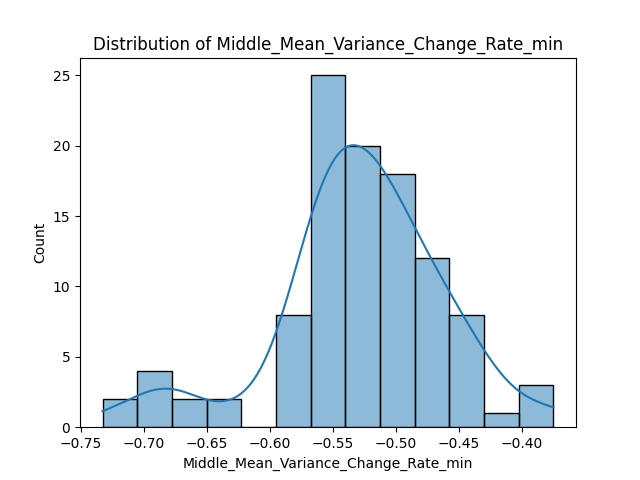 Distribution of Middle_Mean_Variance_Change_Rate_min
Count
25
20
15
10
5
0
−0.75 −0.70 −0.65 −0.60 −0.55 −0.50 −0.45 −0.40
Middle_Mean_Variance_Change_Rate_min